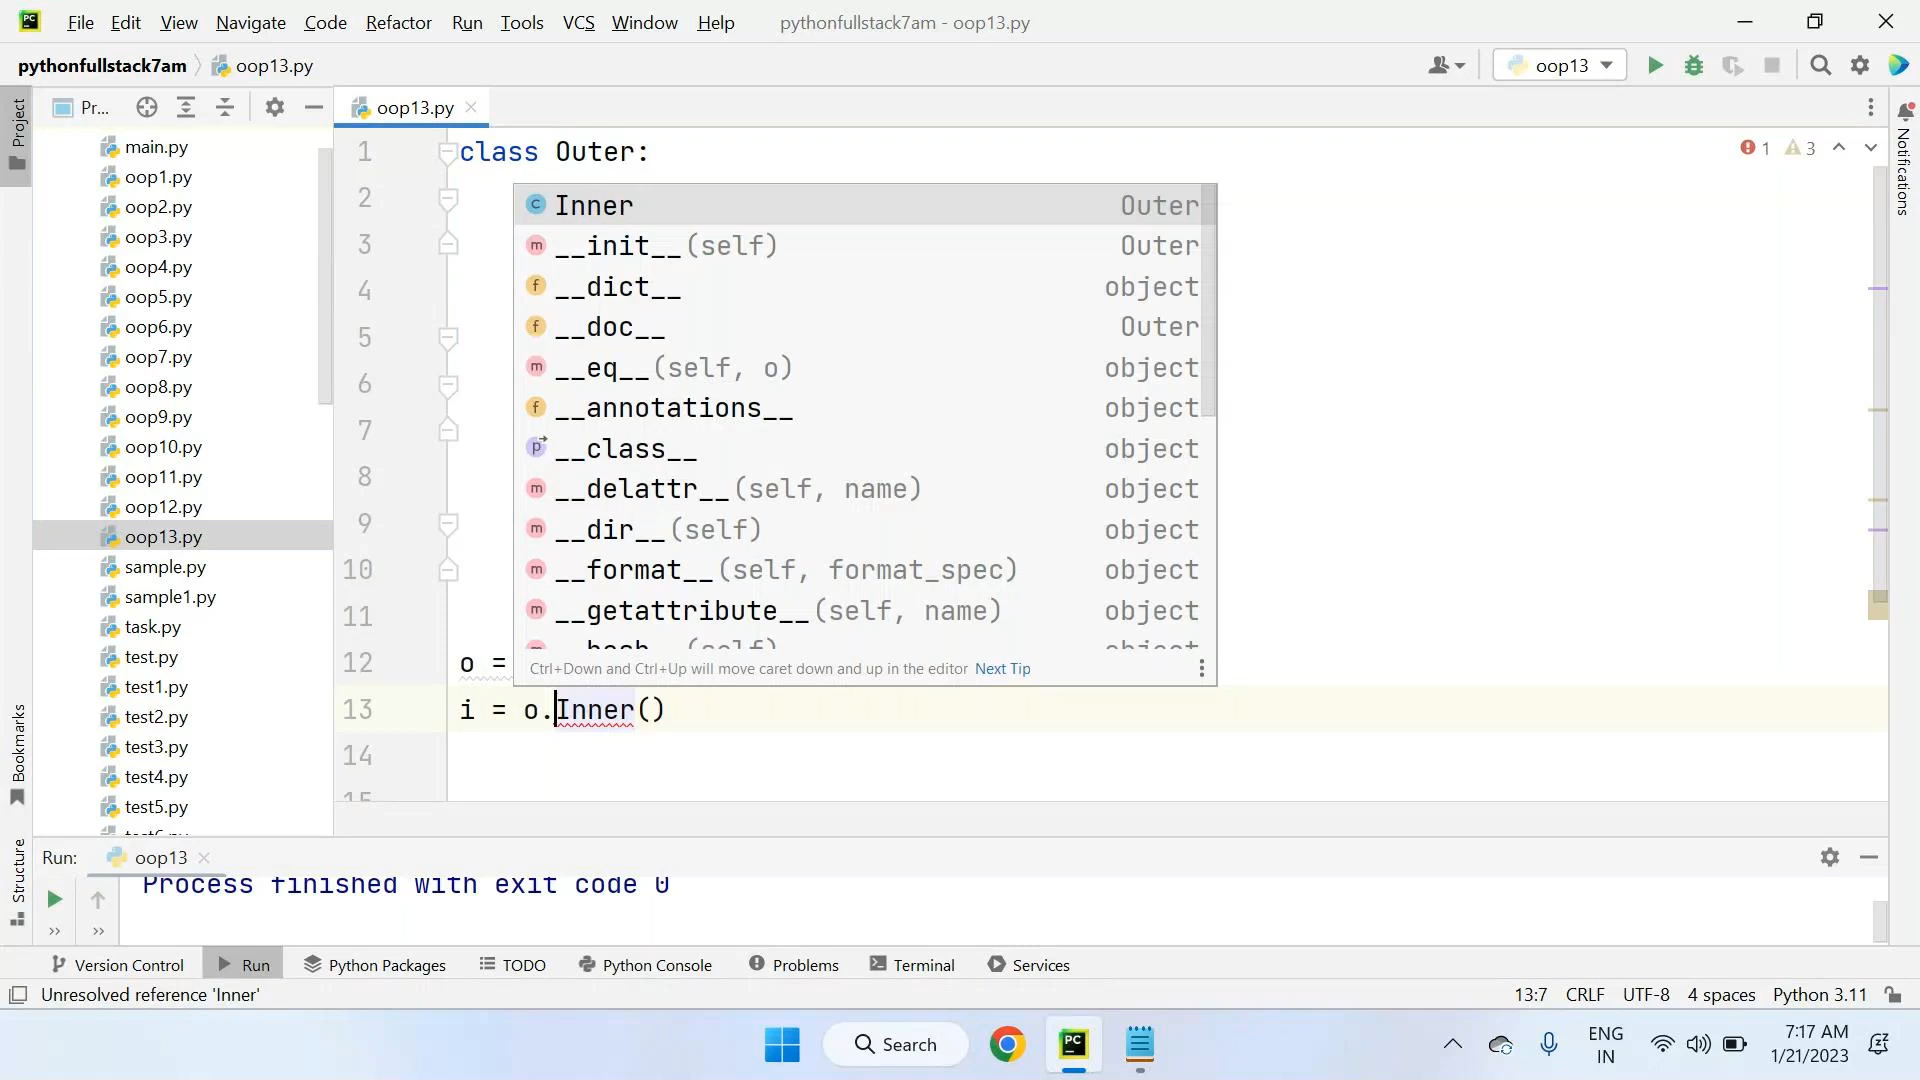 File Edit View Navigate Code Refactor Run Tools VCS Window Help pythonfullstack7am - oop13.py
pythonfullstack7am oop13.py oop13
Project
Pr...
oop13.py
Notifications
main.py
oop1.py
oop2.py
oop3.py
oop4.py
oop5.py
oop6.py
oop7.py
oop8.py
oop9.py
oop10.py
oop11.py
oop12.py
oop13.py
sample.py
sample1.py
task.py
test.py
test1.py
test2.py
test3.py
test4.py
test5.py
test6.py
1 class Outer:
1 3
2
3
4
5
6
7
8
9
10
11
12 o =
13 i = o.Inner()
14
15
Inner Outer
__init__(self) Outer
__dict__ object
__doc__ Outer
__eq__(self, o) object
__annotations__ object
__class__ object
__delattr__(self, name) object
__dir__(self) object
__format__(self, format_spec) object
__getattribute__(self, name) object
__hash__(self) object
Ctrl+Down and Ctrl+Up will move caret down and up in the editor Next Tip
Bookmarks
Structure
Run: oop13
Process finished with exit code 0
Version Control Run Python Packages TODO Python Console Problems Terminal Services
Unresolved reference 'Inner' 13:7 CRLF UTF-8 4 spaces Python 3.11
Search
ENG
IN
7:17 AM
1/21/2023